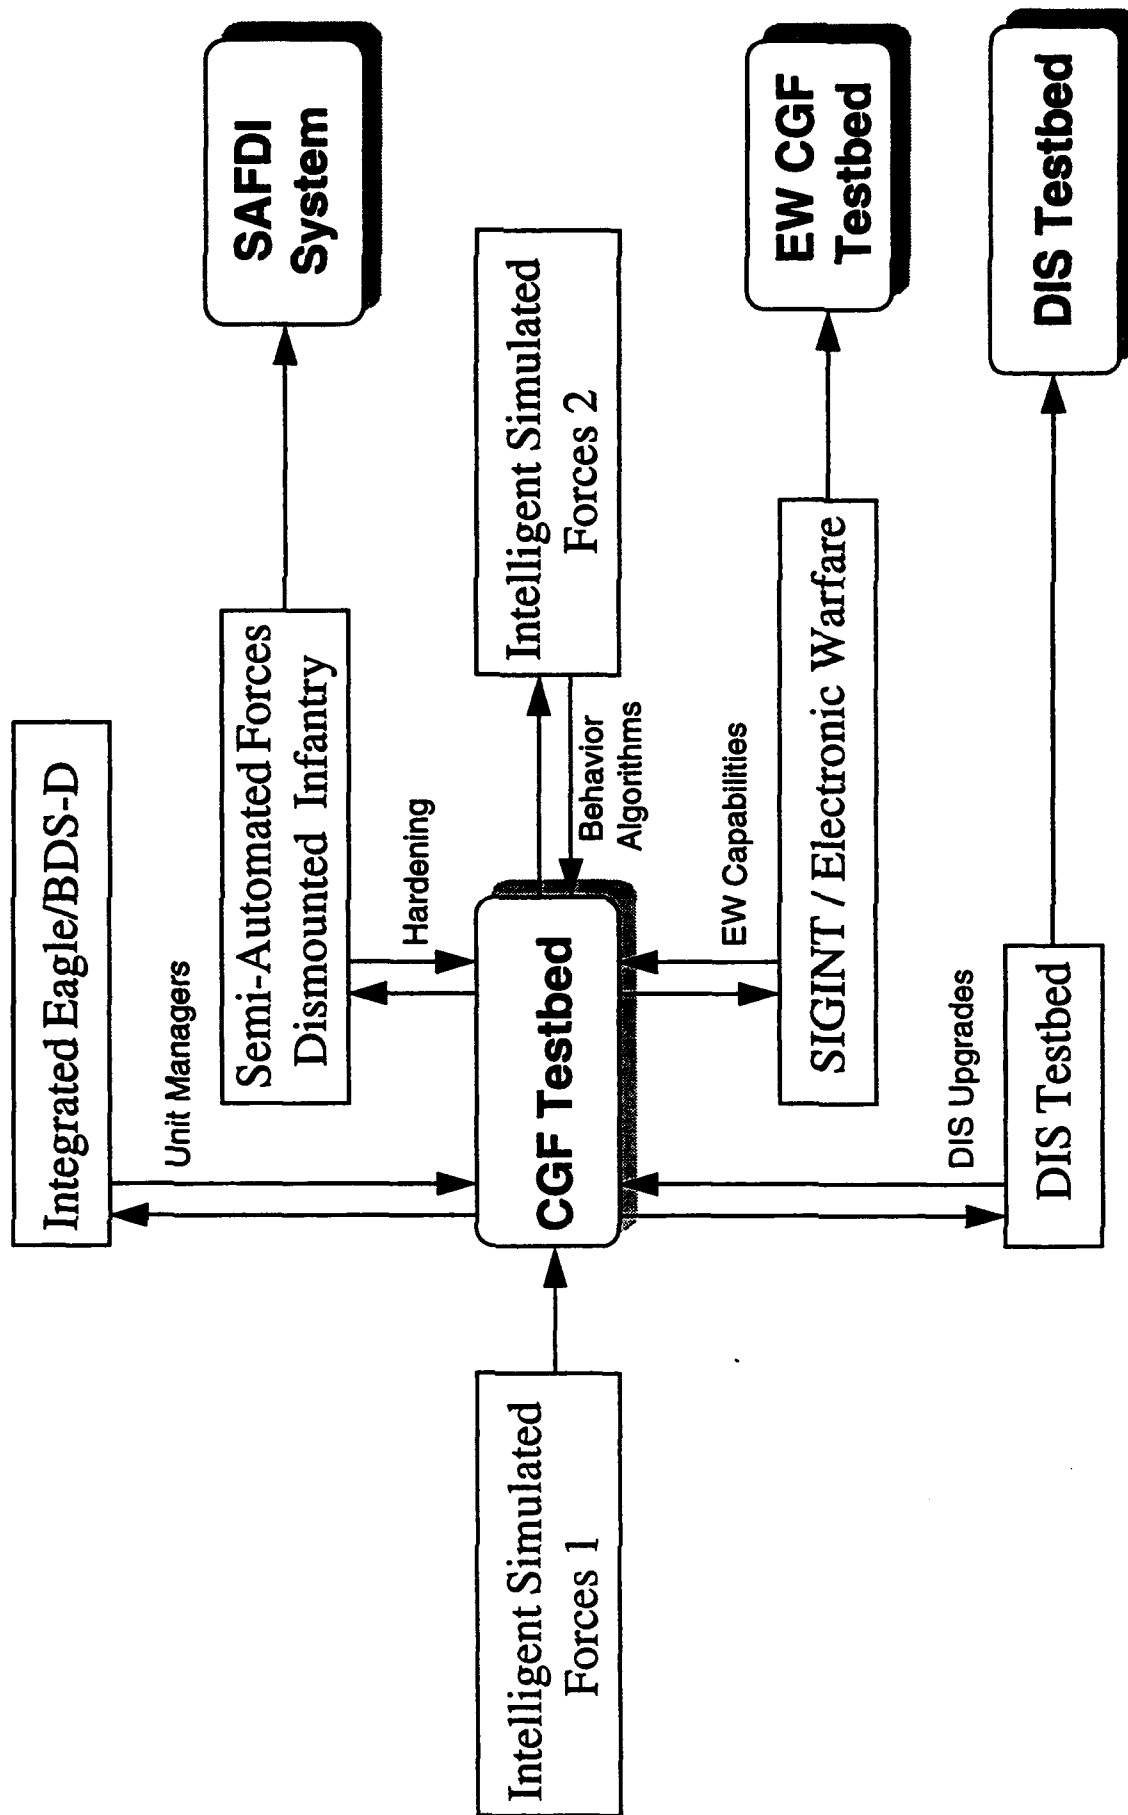 Integrated Eagle/BDS-D
Unit Managers
Semi-Automated Forces
Dismounted Infantry
SAFDI
System
Hardening
Intelligent Simulated
Forces 1
CGF Testbed
Behavior
Algorithms
Intelligent Simulated
Forces 2
EW Capabilities
SIGINT / Electronic Warfare
EW CGF
Testbed
DIS Upgrades
DIS Testbed
DIS Testbed